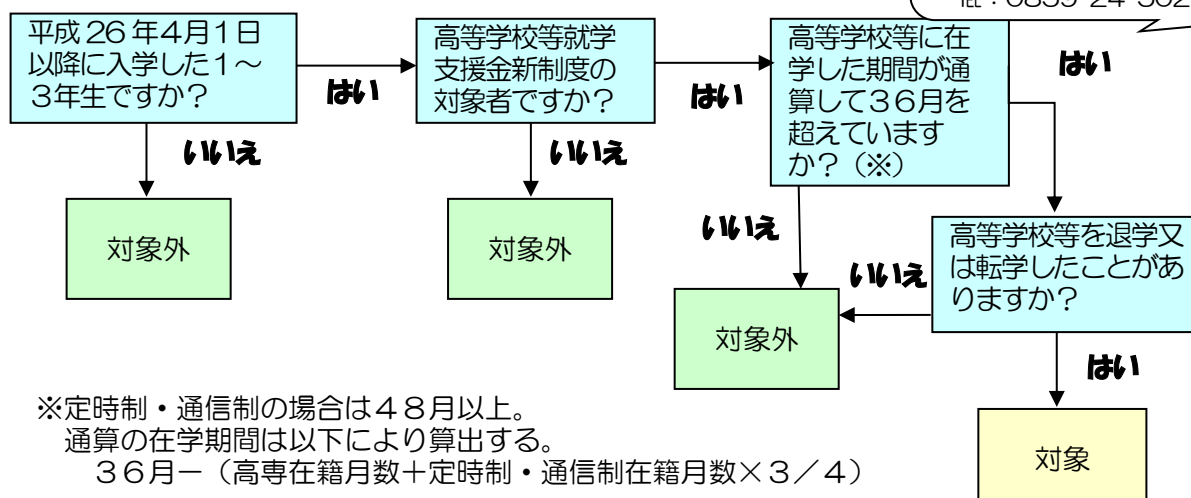 平成26年4月1日
以降に入学した1～
3年生ですか？
はい
いいえ
対象外
高等学校等就学
支援金新制度の
対象者ですか？
はい
いいえ
対象外
高等学校等に在
学した期間が通
算して３６月を
超えています
か？（※）
はい
いいえ
対象外
高等学校等を退学又
は転学したことがあ
りますか？
いいえ
はい
対象
※定時制・通信制の場合は４８月以上。
通算の在学期間は以下により算出する。
３６月－（高専在籍月数＋定時制・通信制在籍月数×３／４）